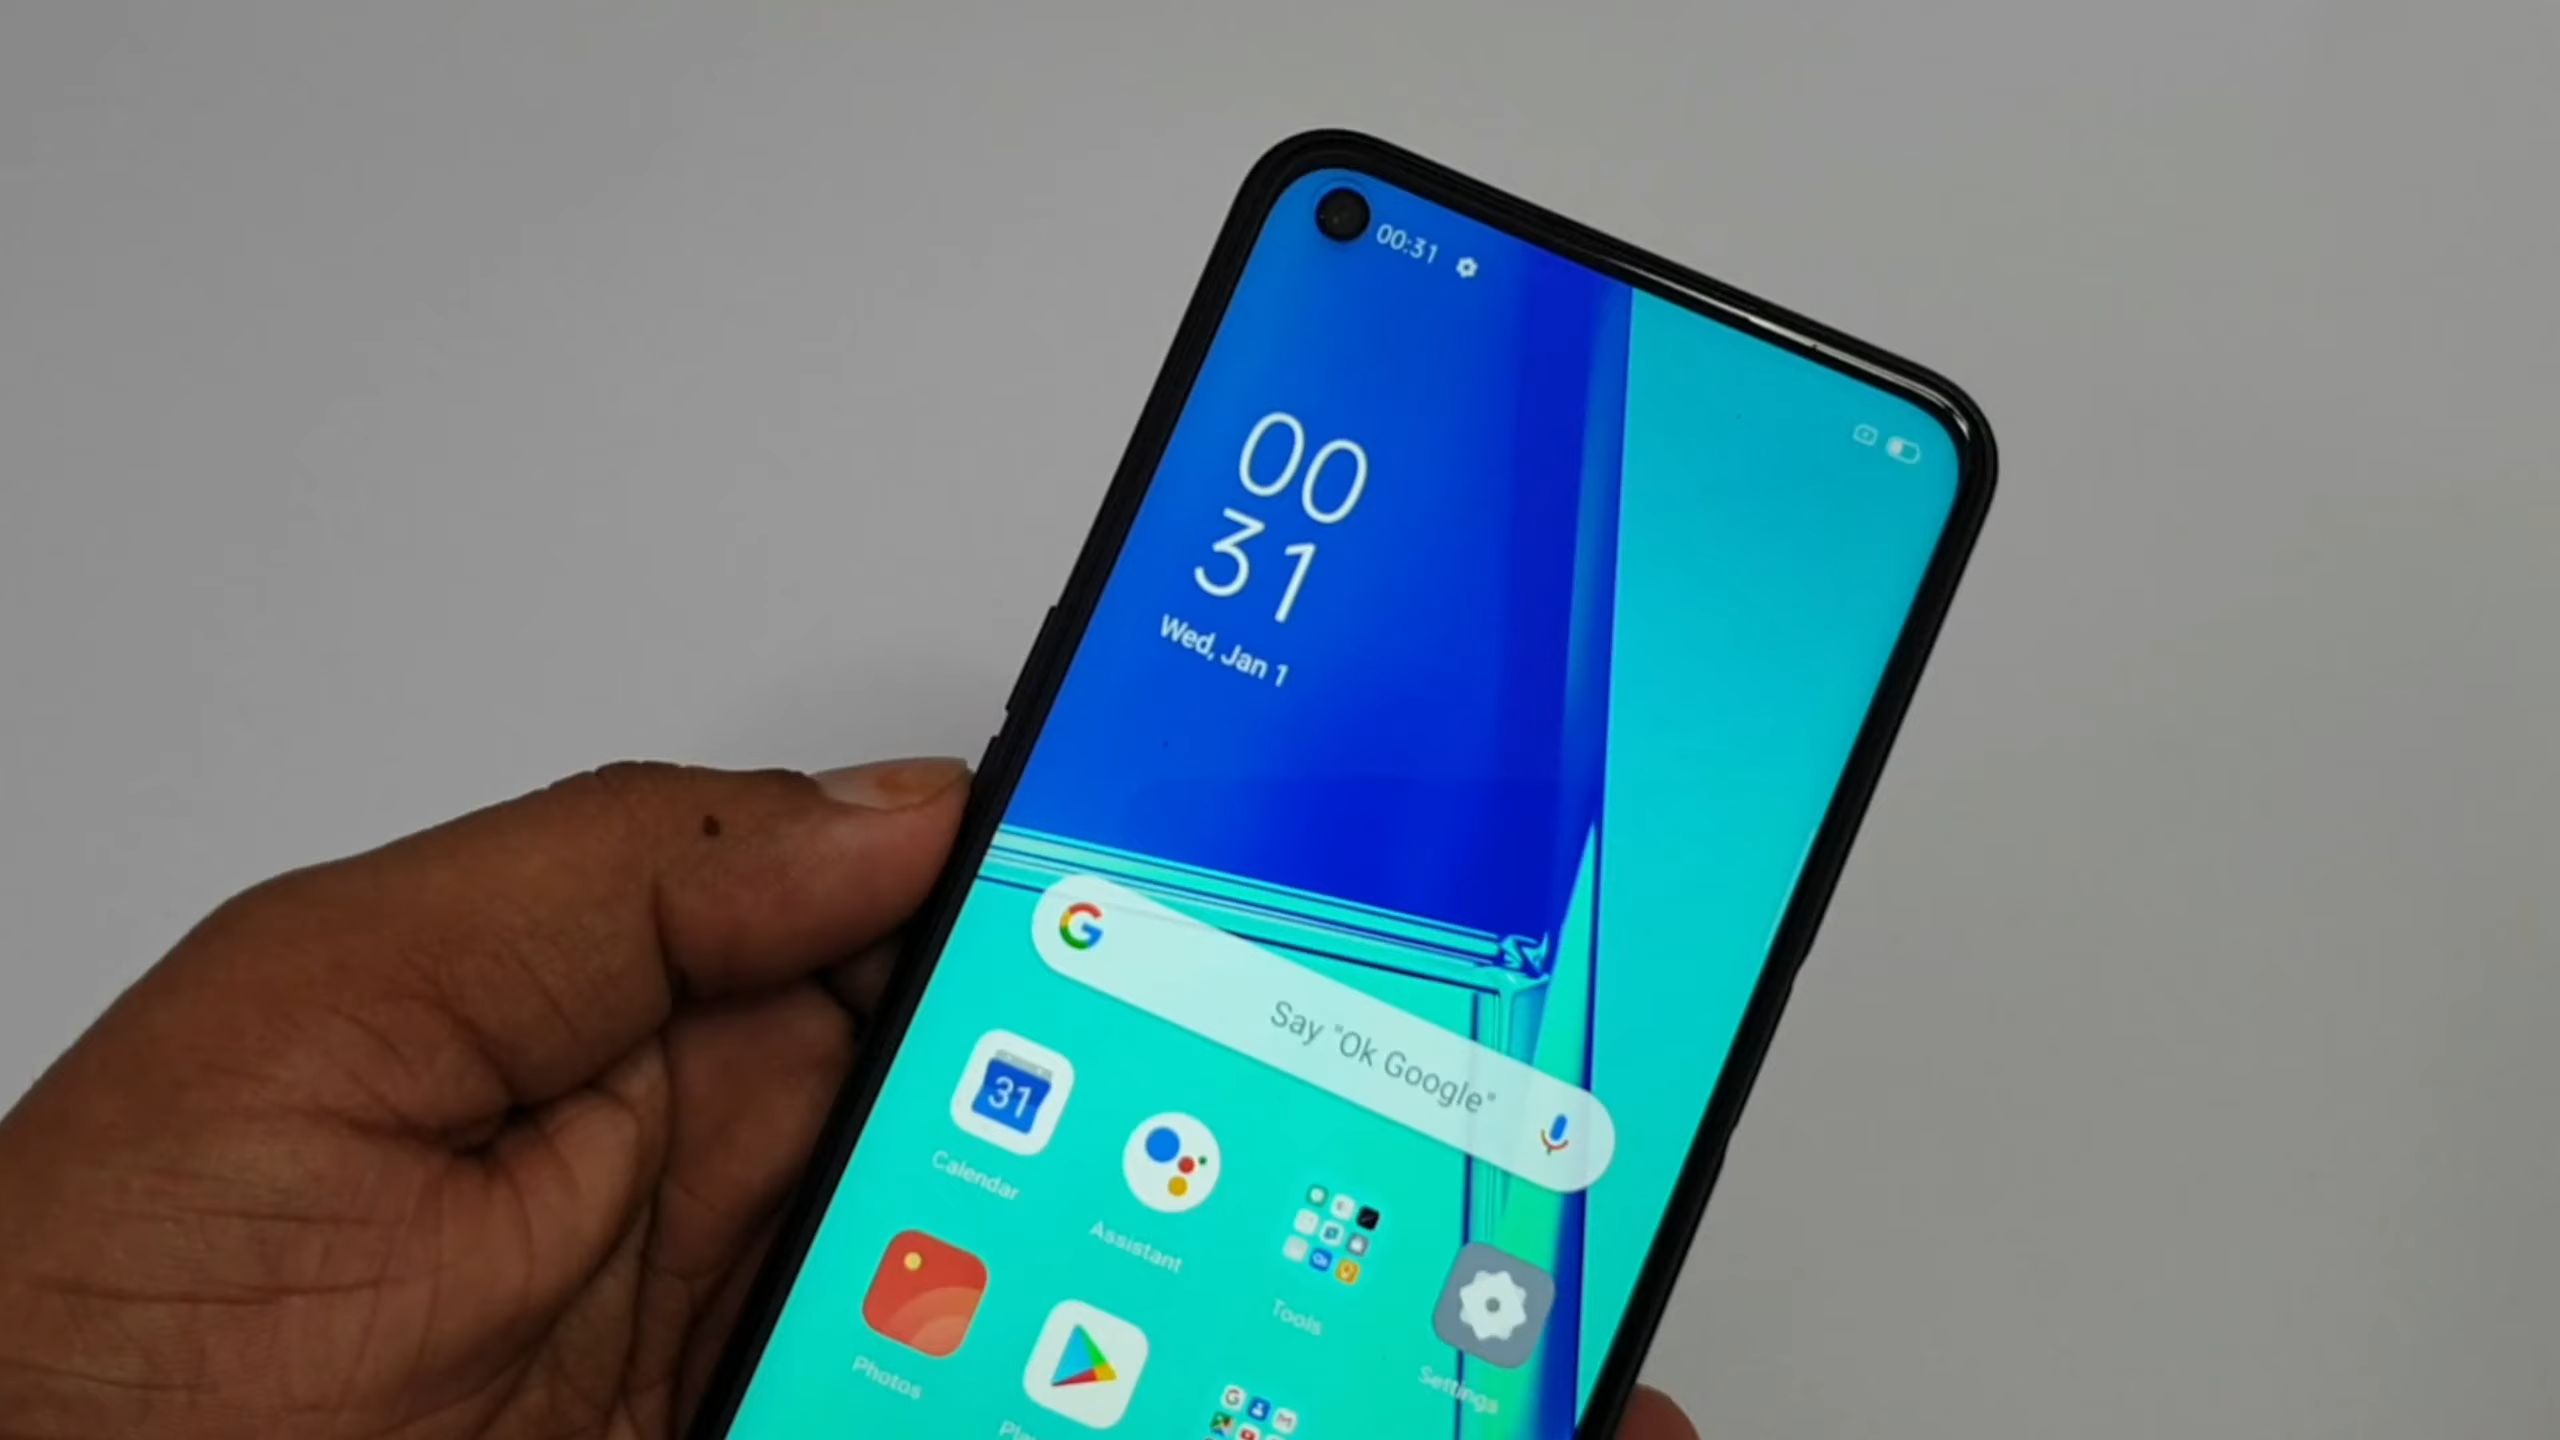 00:31
00
31
Wed, Jan 1
G
Say "Ok Google"
31
Calendar
Assistant
Tools
Settings
Photos